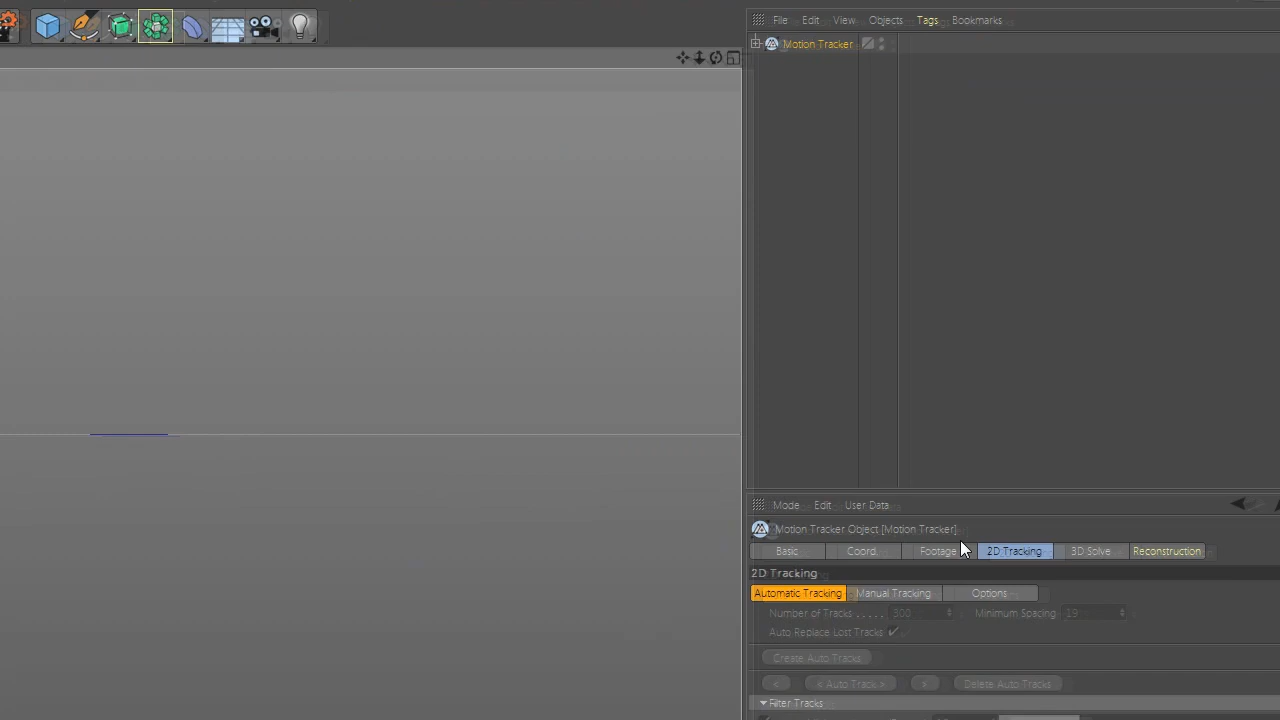 File Edit View Objects Tags Bookmarks
Motion Tracker
Mode Edit User Data
Motion Tracker Object [Motion Tracker]
Basic Coord. Footage 2D Tracking 3D Solve Reconstruction
2D Tracking
Automatic Tracking Manual Tracking Options
Number of Tracks . . . . 300 Minimum Spacing 19
Auto Replace Lost Tracks
Create Auto Tracks
< < Auto Track > > Delete Auto Tracks
Filter Tracks